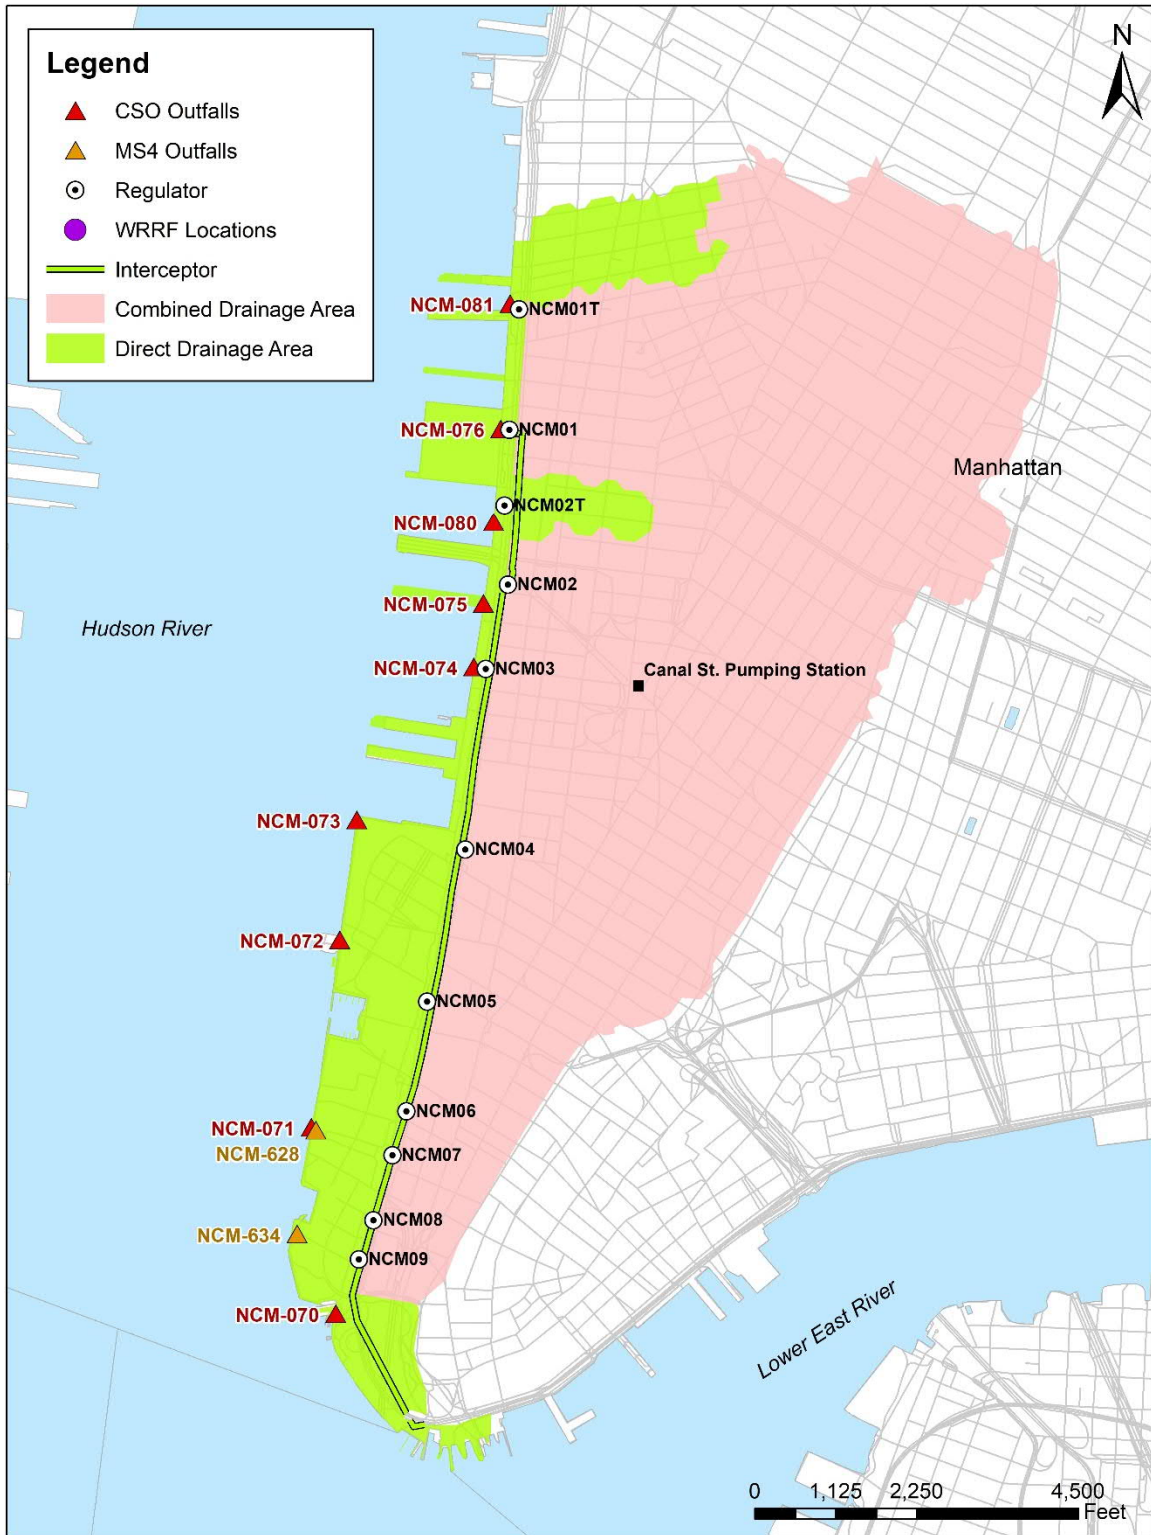 N
Legend
CSO Outfalls
MS4 Outfalls
Regulator
WRRF Locations
Interceptor
Combined Drainage Area
Direct Drainage Area
NCM-081
NCM01T
NCM-076
NCM01
Manhattan
NCM02T
NCM-080
NCM02
NCM-075
Hudson River
NCM-074
NCM03
Canal St. Pumping Station
NCM-073
NCM04
NCM-072
NCM05
NCM06
NCM-071
NCM-628
NCM07
NCM08
NCM-634
NCM09
NCM-070
Lower East River
0 1,125 2,250 4,500
Feet